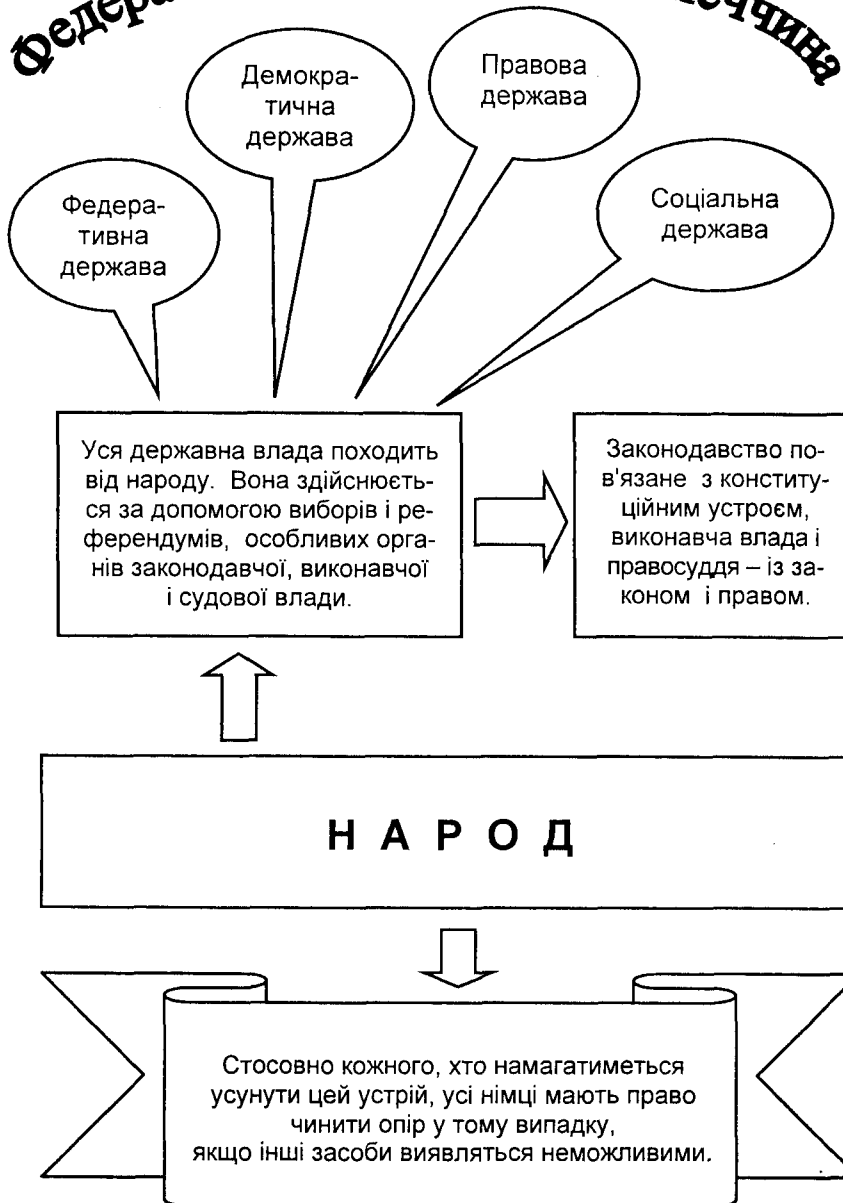 Демокра-
тична
держава
Правова
держава
Федера-
тивна
держава
Соціальна
держава
Уся державна влада походить
від народу. Вона здійснюєть-
ся за допомогою виборів і ре-
ферендумів, особливих орга-
нів законодавчої, виконавчої
і судової влади.
Законодавство по-
в'язане з конститу-
ційним устроєм,
виконавча влада і
правосуддя – із за-
коном і правом.
Н А Р О Д
Стосовно кожного, хто намагатиметься
усунути цей устрій, усі німці мають право
чинити опір у тому випадку,
якщо інші засоби виявляться неможливими.